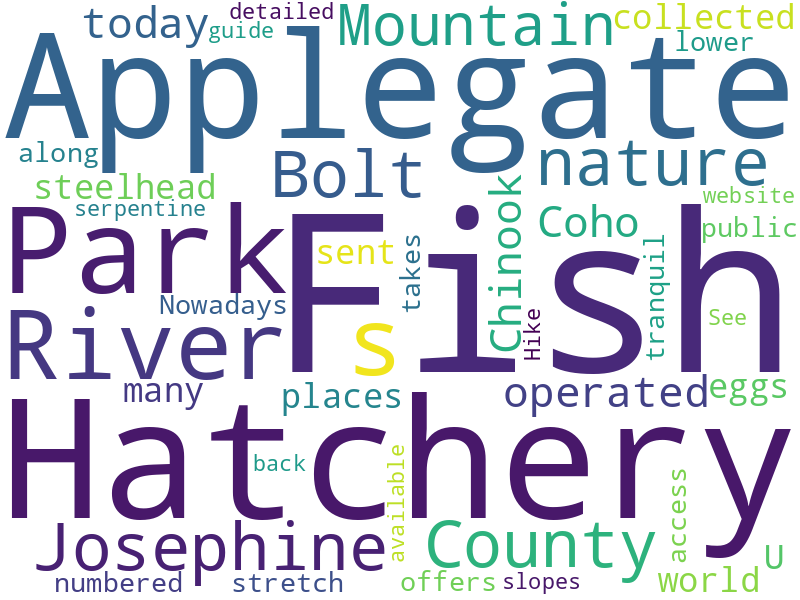 detailed
today
guide
Mountain
collected
lower
Applegate
along
Bolt
nature
steelhead
serpentine
Chinook
Coho
website
public
Park
Fish
sent
takes
tranquil
Nowadays
River
s
Hike
See
many
places
operated
eggs
Hatchery
back
available
access
Josephine
County
U
numbered
stretch
offers
slopes
world